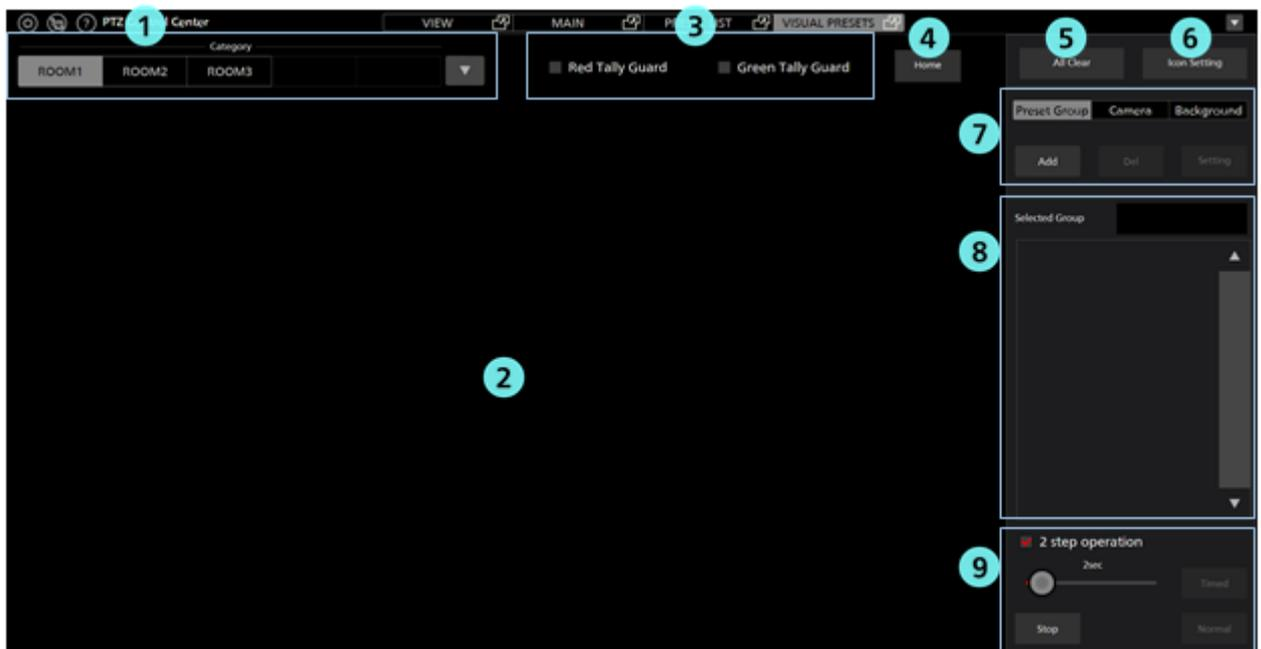 PTZ Center VIEW MAIN VISUAL PRESETS
1 3 4 5 6
Category
ROOM1 ROOM2 ROOM3
Red Tally Guard Green Tally Guard
Home
All Clear
Icon Setting
7
Preset Group Camera Background
Add Del Setting
8
Selected Group
2
9
2 step operation
2sec
Timed
Stop Normal